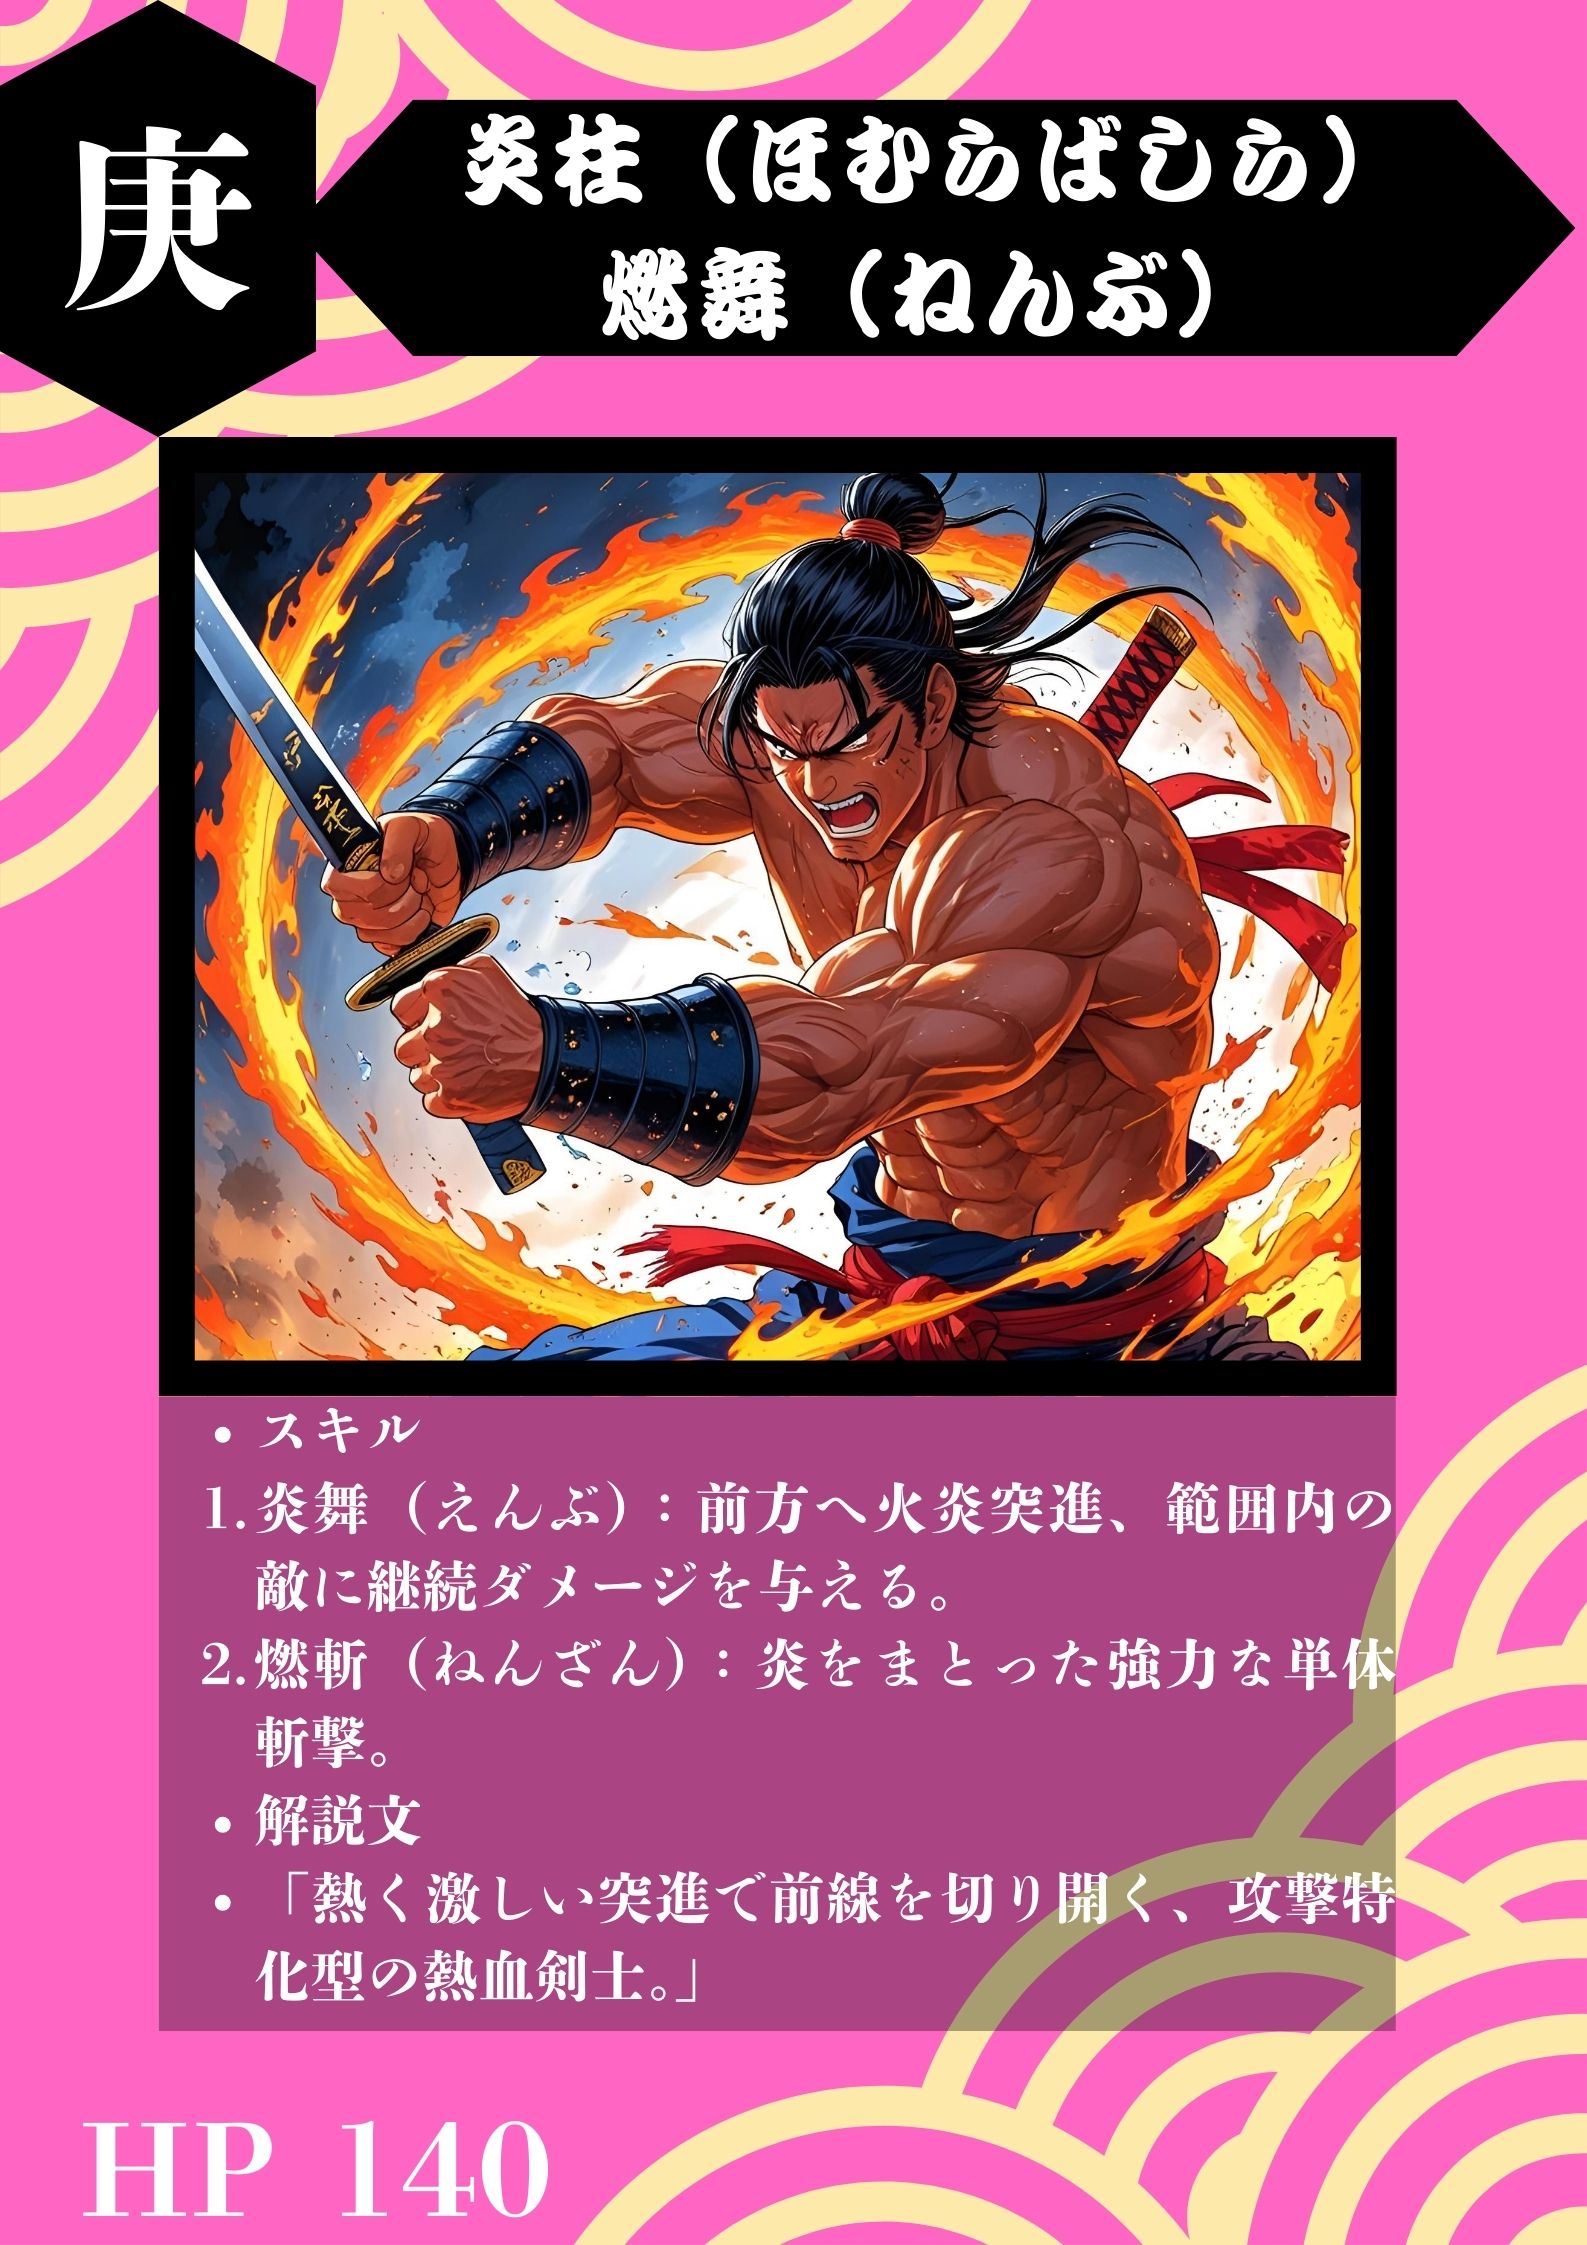 庚
炎柱（ほむらばしら）
燃舞（ねんぶ）
• スキル
1. 炎舞（えんぶ）：前方へ火炎突進、範囲内の
敵に継続ダメージを与える。
2. 燃斬（ねんざん）：炎をまとった強力な単体
斬撃。
• 解説文
• 「熱く激しい突進で前線を切り開く、攻撃特
化型の熱血剣士。」
HP 140